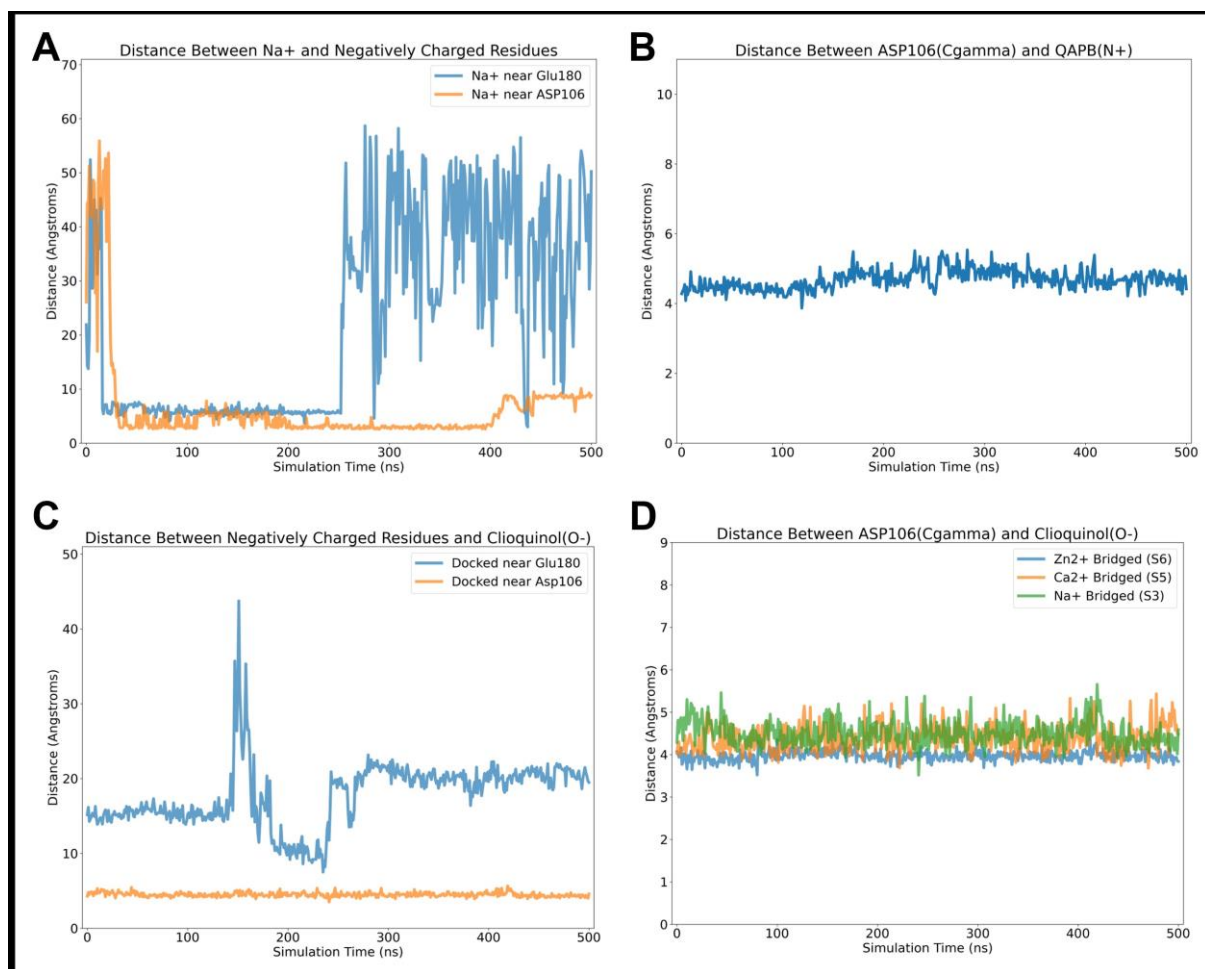 A
Distance Between Na+ and Negatively Charged Residues
Na+ near Glu180
Na+ near ASP106
Distance (Angstroms)
70
60
50
40
30
20
10
0
0 100 200 300 400 500
Simulation Time (ns)
B
Distance Between ASP106(Cgamma) and QAPB(N+)
Distance (Angstroms)
10
8
6
4
2
0
0 100 200 300 400 500
Simulation Time (ns)
C
Distance Between Negatively Charged Residues and Clioquinol(O-)
Docked near Glu180
Docked near Asp106
Distance (Angstroms)
50
40
30
20
10
0
0 100 200 300 400 500
Simulation Time (ns)
D
Distance Between ASP106(Cgamma) and Clioquinol(O-)
Zn2+ Bridged (S6)
Ca2+ Bridged (S5)
Na+ Bridged (S3)
Distance (Angstroms)
9
8
7
6
5
4
3
2
1
0
0 100 200 300 400 500
Simulation Time (ns)